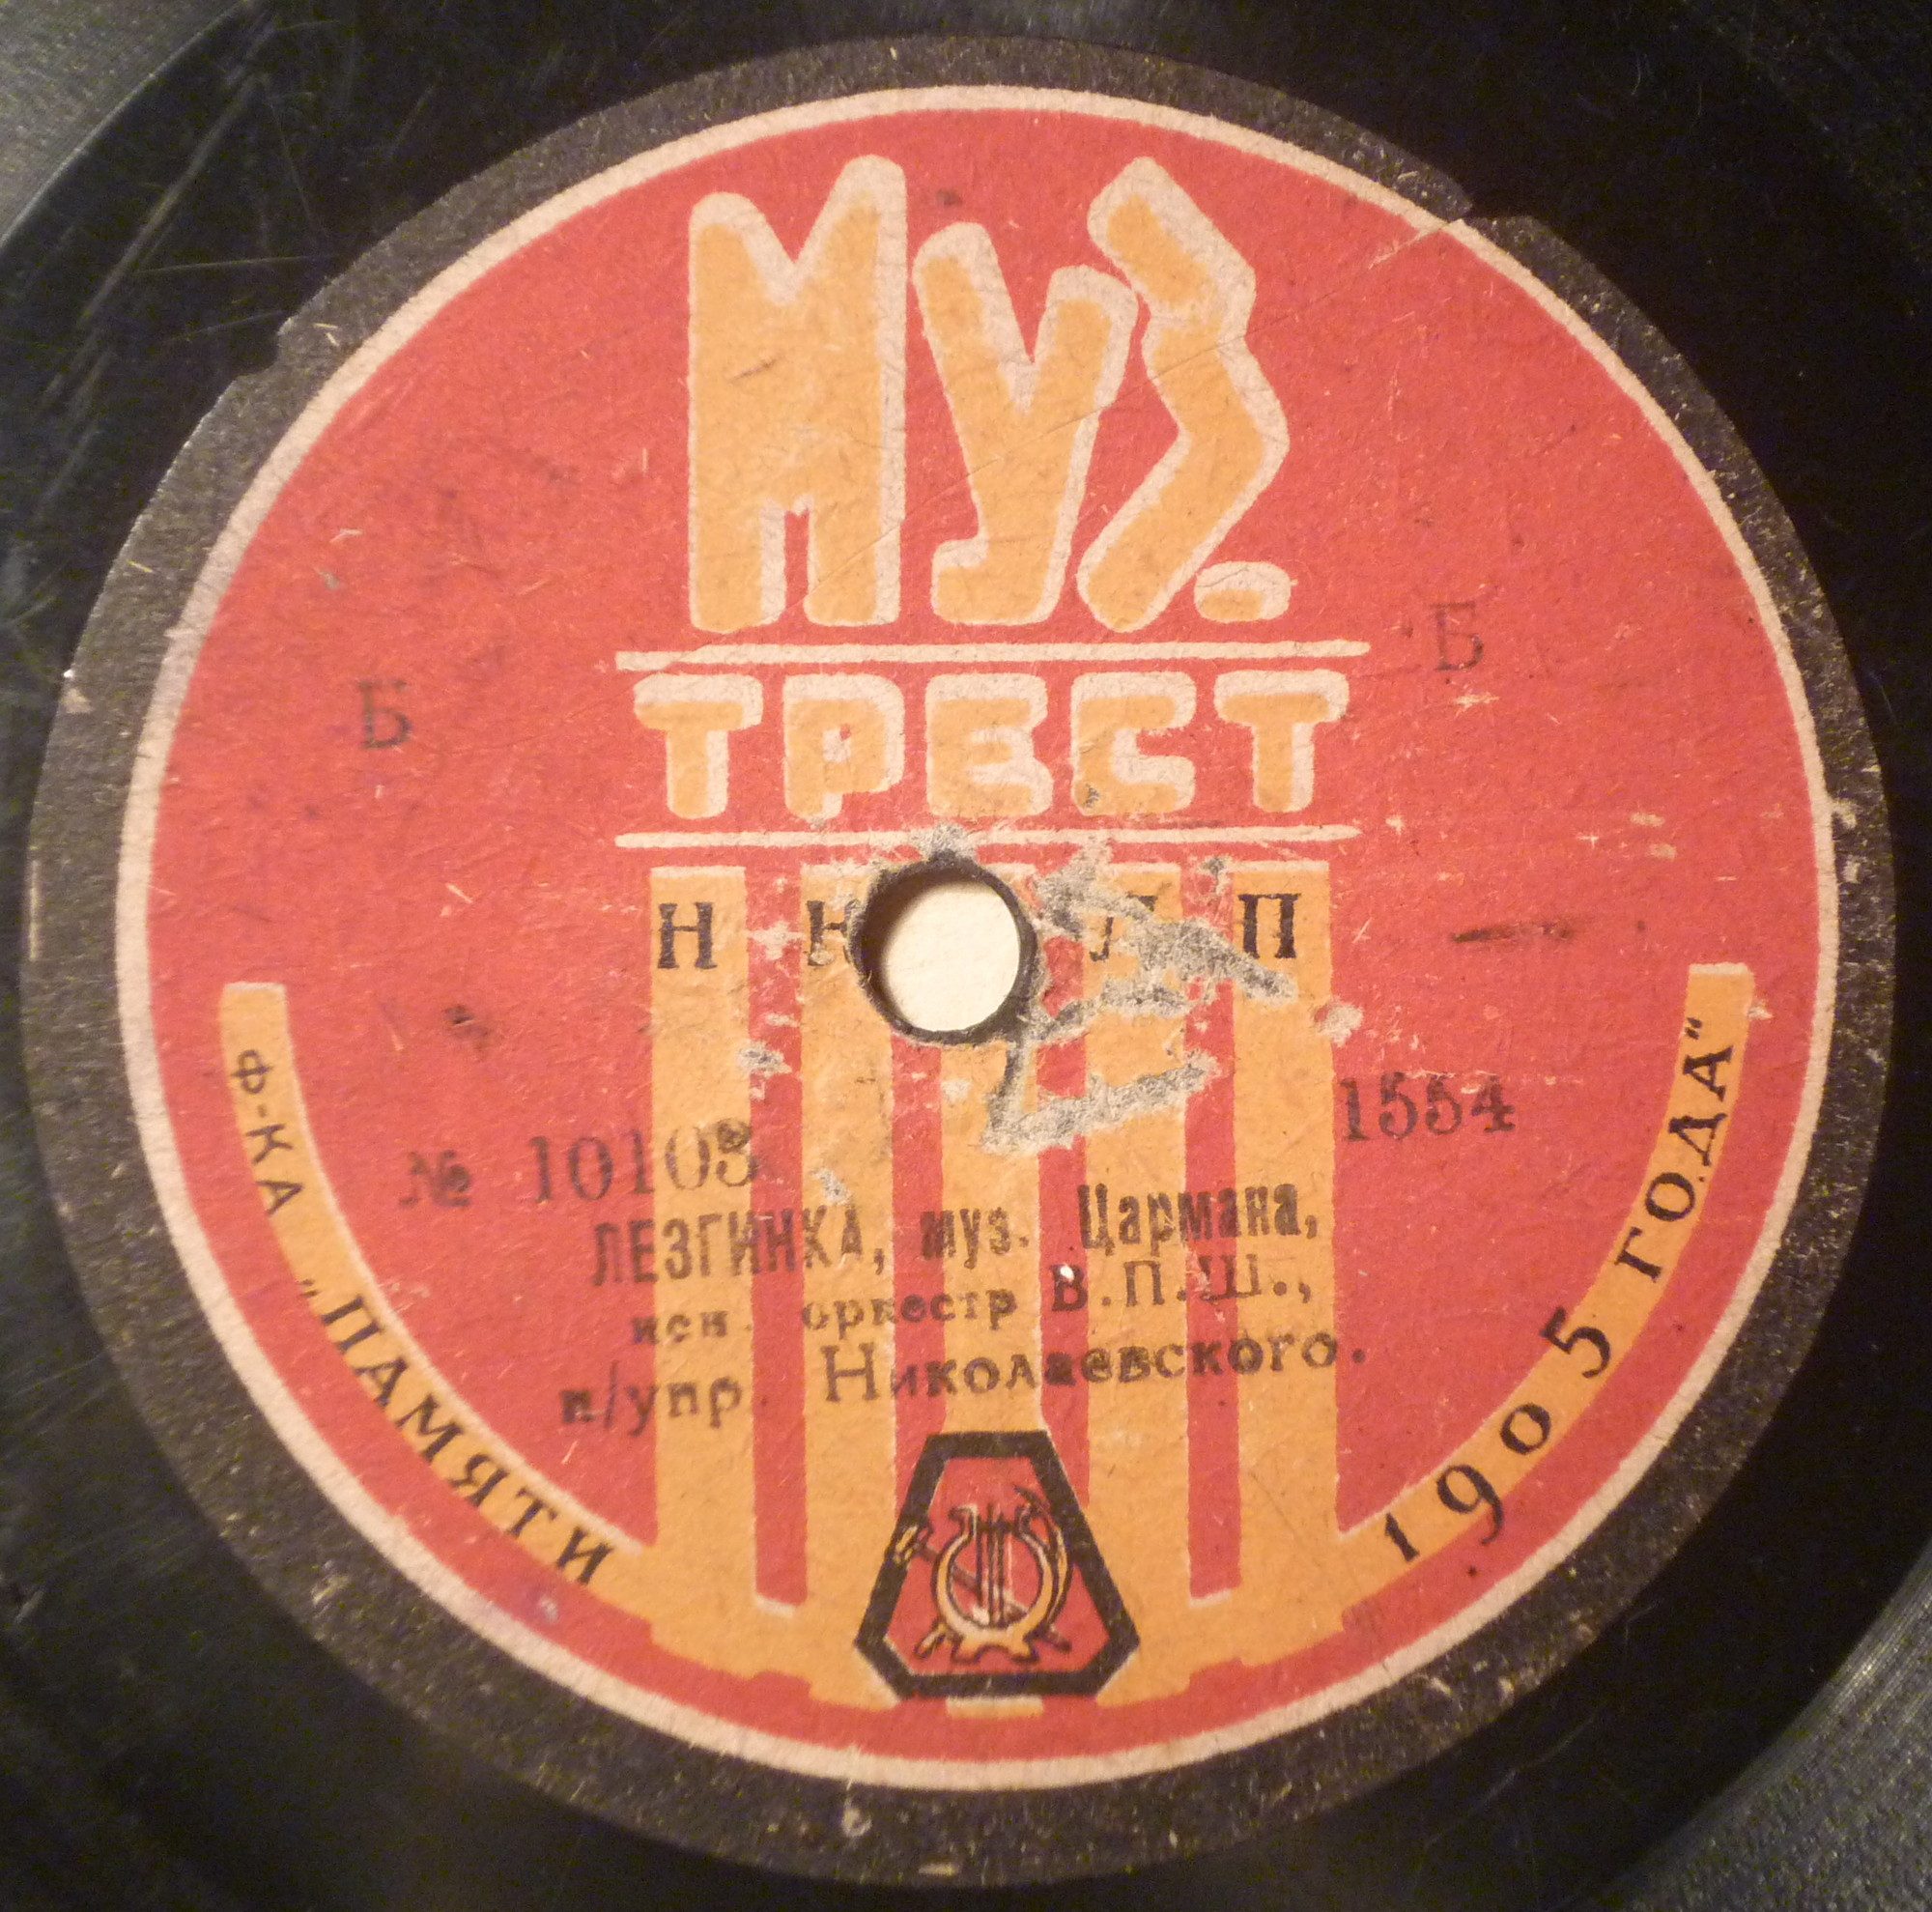 Муз.
ТРЕСТ
Б Б
Н К Л П
№ 10103 1554
ЛЕЗГИНКА, муз. Цармана,
исп. оркестр В.П.Ш.,
п/упр. Николаевского.
Ф-КА „ПАМЯТИ 1905 ГОДА"